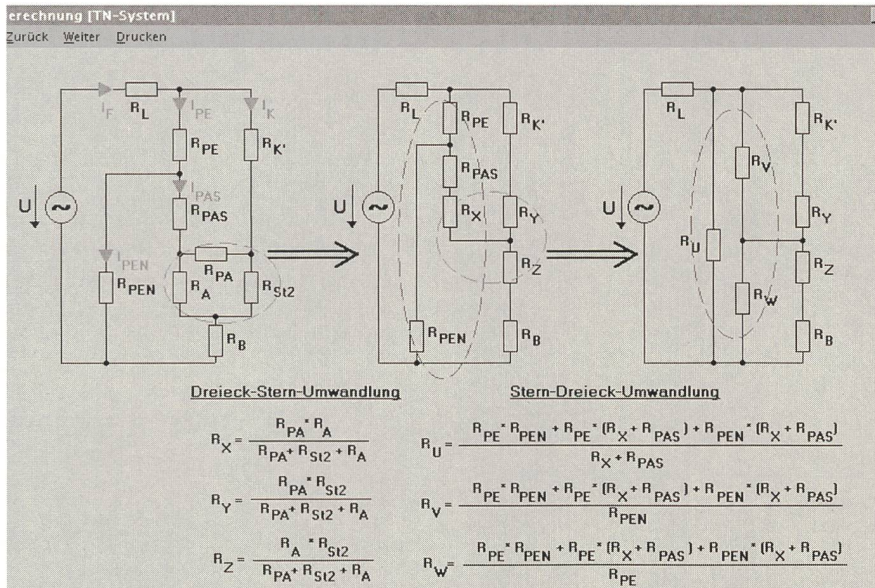 erechnung [TN-System]
Zurück Weiter Drucken
I_F R_L I_PE I_K
R_PE R_K'
U I_PAS
R_PAS
I_PEN R_PA
R_PEN R_A R_St2
R_B
R_L R_PE R_K'
R_PAS
U R_X R_Y
R_Z
R_PEN R_B
R_L R_K'
R_V
U R_Y
R_U
R_Z
R_W
R_B
Dreieck-Stern-Umwandlung
R_X = R_PA * R_A / R_PA + R_St2 + R_A
R_Y = R_PA * R_St2 / R_PA + R_St2 + R_A
R_Z = R_A * R_St2 / R_PA + R_St2 + R_A
Stern-Dreieck-Umwandlung
R_U = R_PE * R_PEN + R_PE * (R_X + R_PAS) + R_PEN * (R_X + R_PAS) / R_X + R_PAS
R_V = R_PE * R_PEN + R_PE * (R_X + R_PAS) + R_PEN * (R_X + R_PAS) / R_PEN
R_W = R_PE * R_PEN + R_PE * (R_X + R_PAS) + R_PEN * (R_X + R_PAS) / R_PE